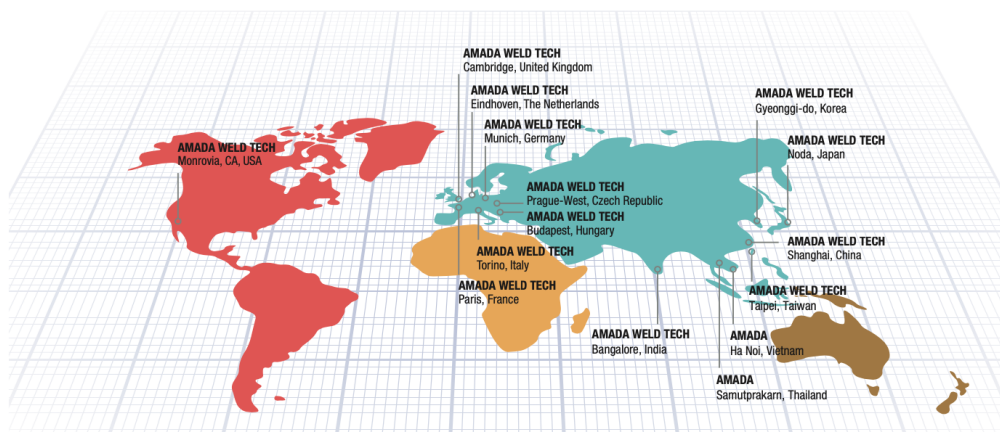 AMADA WELD TECH
Cambridge, United Kingdom
AMADA WELD TECH
Eindhoven, The Netherlands
AMADA WELD TECH
Gyeonggi-do, Korea
AMADA WELD TECH
Munich, Germany
AMADA WELD TECH
Noda, Japan
AMADA WELD TECH
Monrovia, CA, USA
AMADA WELD TECH
Prague-West, Czech Republic
AMADA WELD TECH
Budapest, Hungary
AMADA WELD TECH
Shanghai, China
AMADA WELD TECH
Torino, Italy
AMADA WELD TECH
Paris, France
AMADA WELD TECH
Taipei, Taiwan
AMADA WELD TECH
Bangalore, India
AMADA
Ha Noi, Vietnam
AMADA
Samutprakarn, Thailand